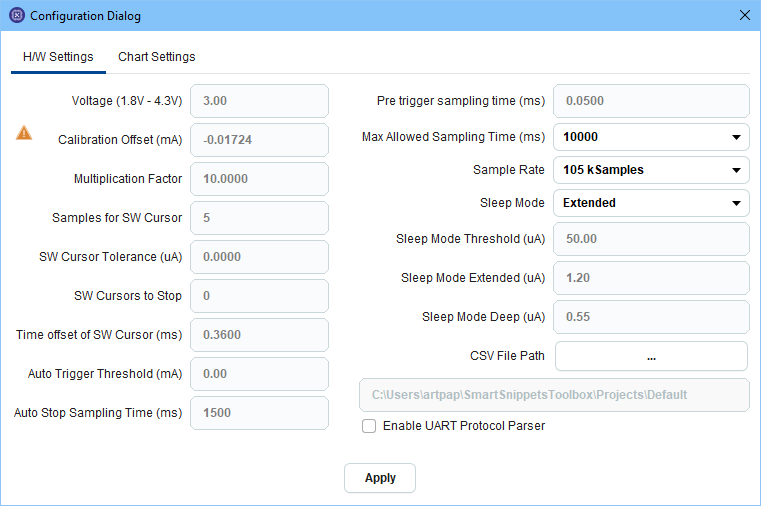 Configuration Dialog
H/W Settings
Chart Settings
Voltage (1.8V - 4.3V) 3.00
Calibration Offset (mA) -0.01724
Multiplication Factor 10.0000
Samples for SW Cursor 5
SW Cursor Tolerance (uA) 0.0000
SW Cursors to Stop 0
Time offset of SW Cursor (ms) 0.3600
Auto Trigger Threshold (mA) 0.00
Auto Stop Sampling Time (ms) 1500
Pre trigger sampling time (ms) 0.0500
Max Allowed Sampling Time (ms) 10000
Sample Rate 105 kSamples
Sleep Mode Extended
Sleep Mode Threshold (uA) 50.00
Sleep Mode Extended (uA) 1.20
Sleep Mode Deep (uA) 0.55
CSV File Path ...
C:\Users\artpap\SmartSnippetsToolbox\Projects\Default
Enable UART Protocol Parser
Apply